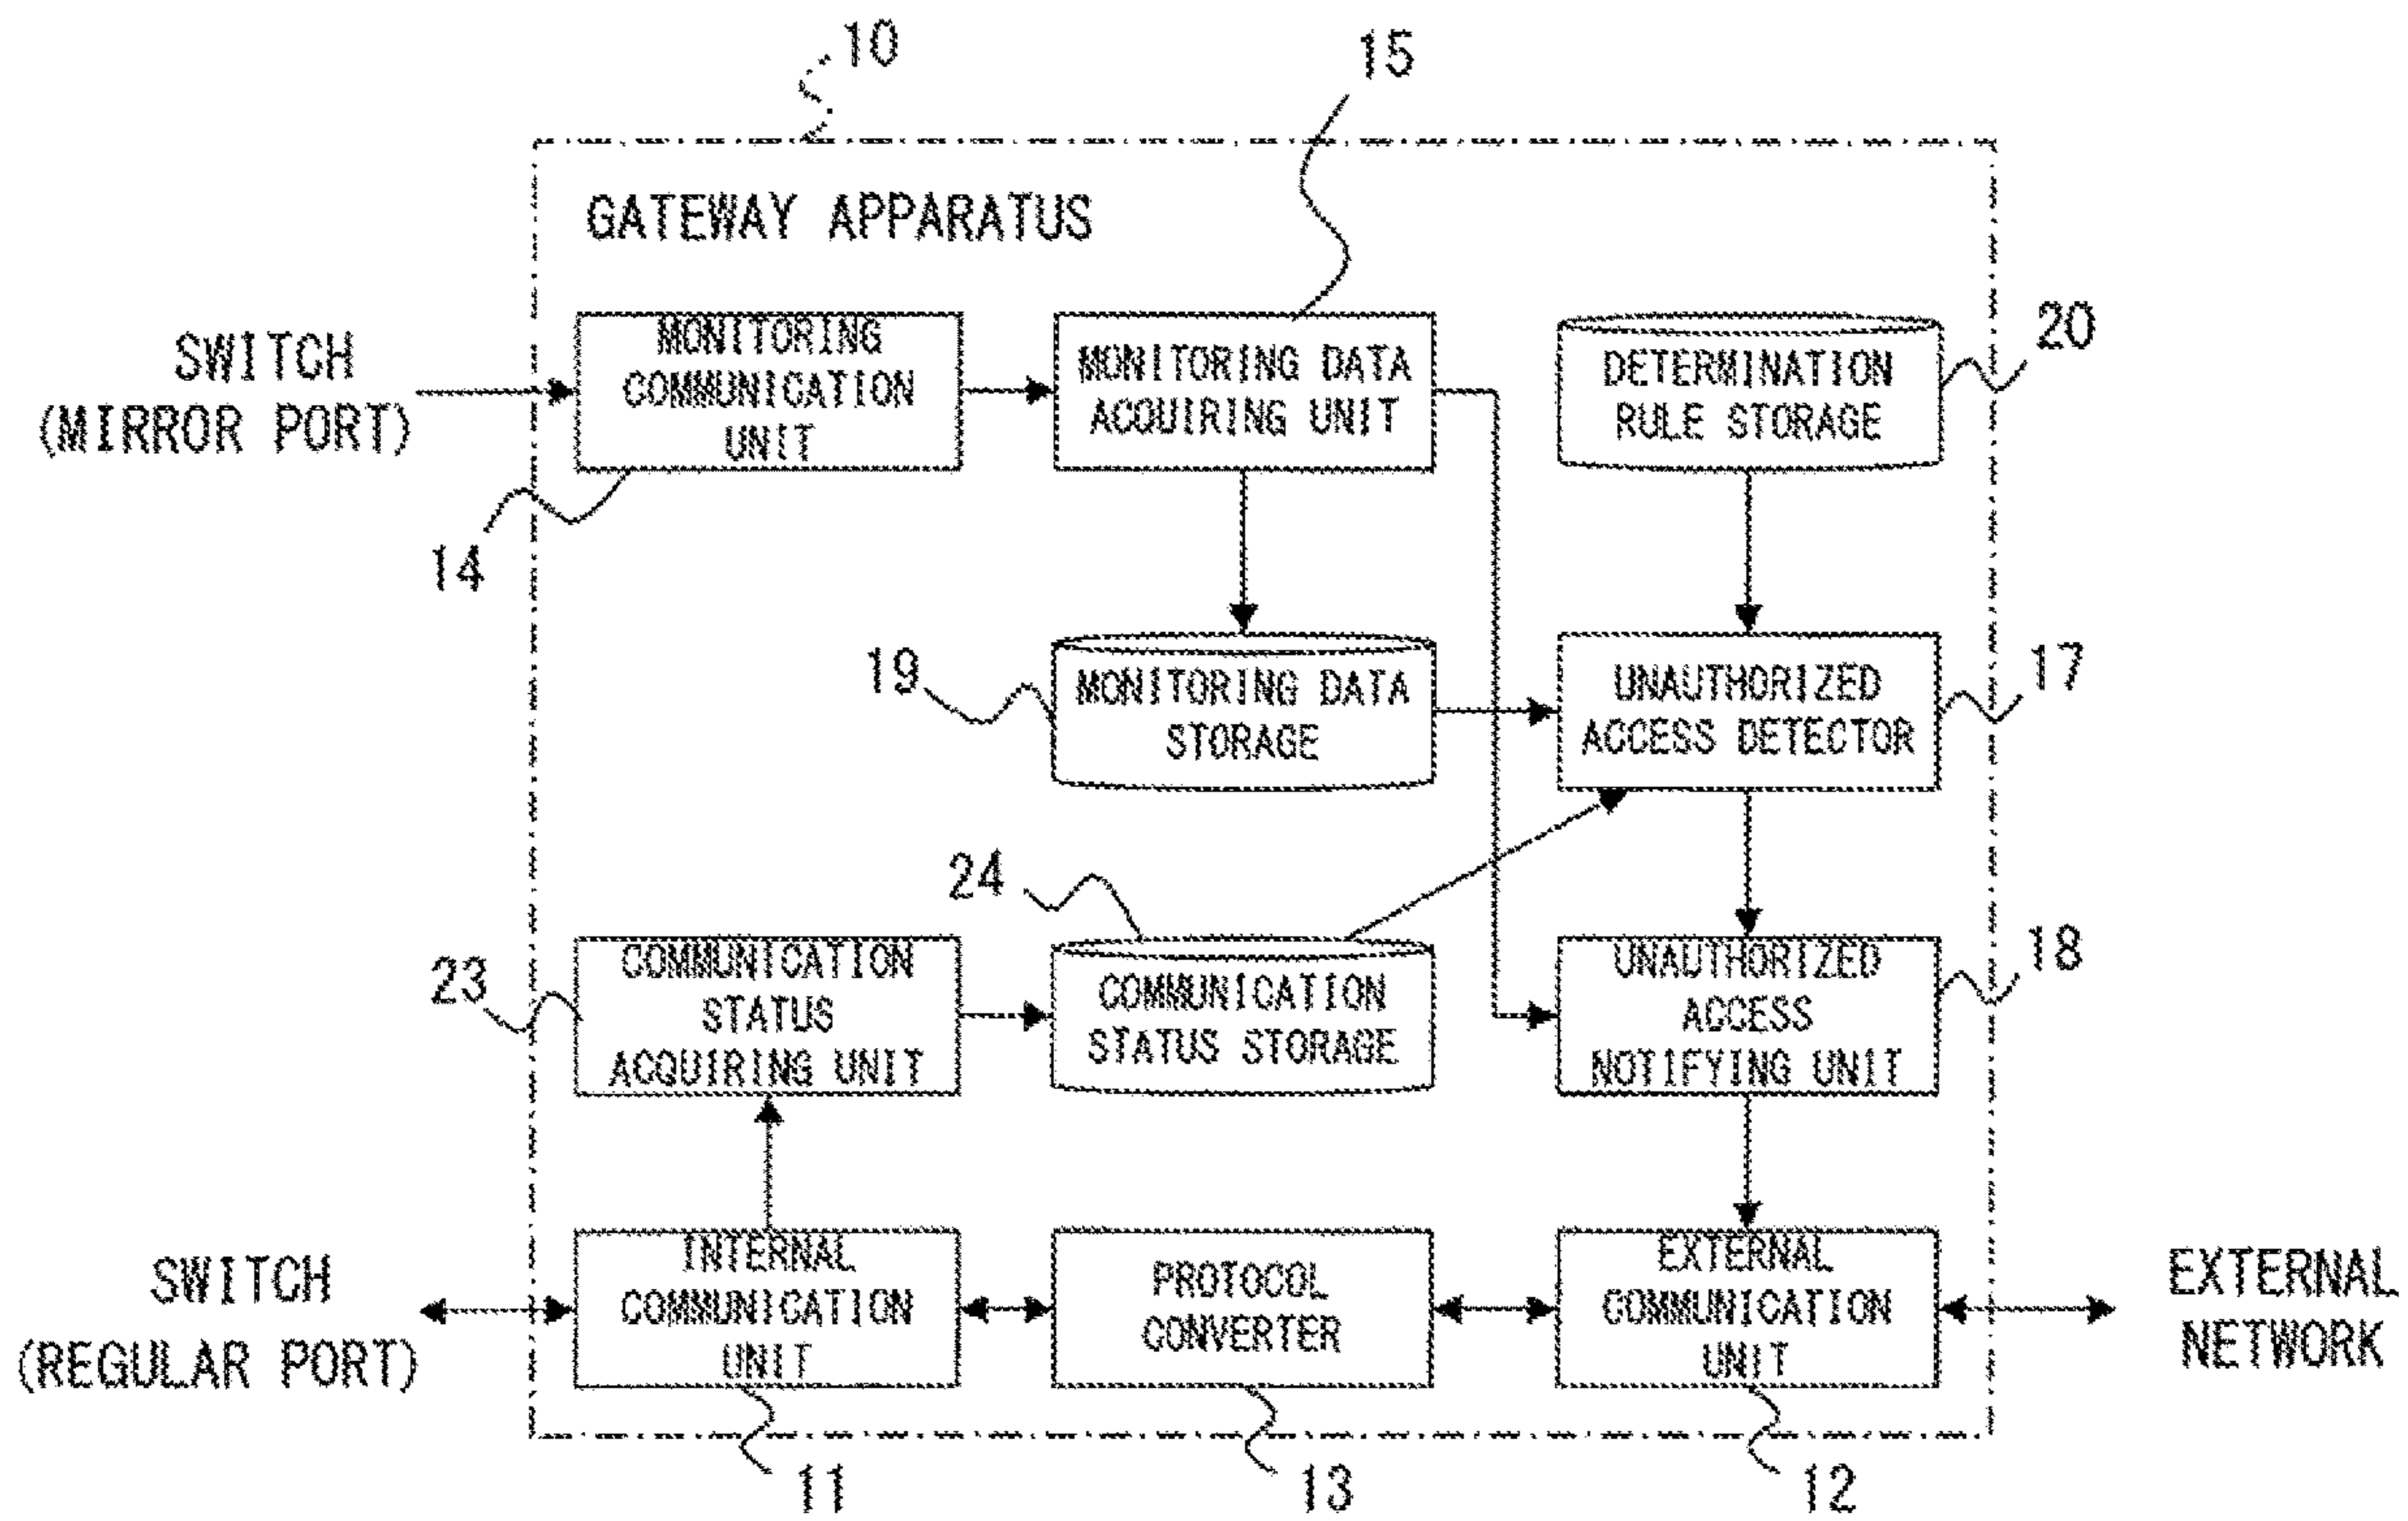 10
15
GATEWAY APPARATUS
SWITCH
(MIRROR PORT)
MONITORING
COMMUNICATION
UNIT
MONITORING DATA
ACQUIRING UNIT
DETERMINATION
RULE STORAGE
20
14
19
MONITORING DATA
STORAGE
UNAUTHORIZED
ACCESS DETECTOR
17
24
23
COMMUNICATION
STATUS
ACQUIRING UNIT
COMMUNICATION
STATUS STORAGE
UNAUTHORIZED
ACCESS
NOTIFYING UNIT
18
SWITCH
(REGULAR PORT)
INTERNAL
COMMUNICATION
UNIT
PROTOCOL
CONVERTER
EXTERNAL
COMMUNICATION
UNIT
EXTERNAL
NETWORK
11
13
12